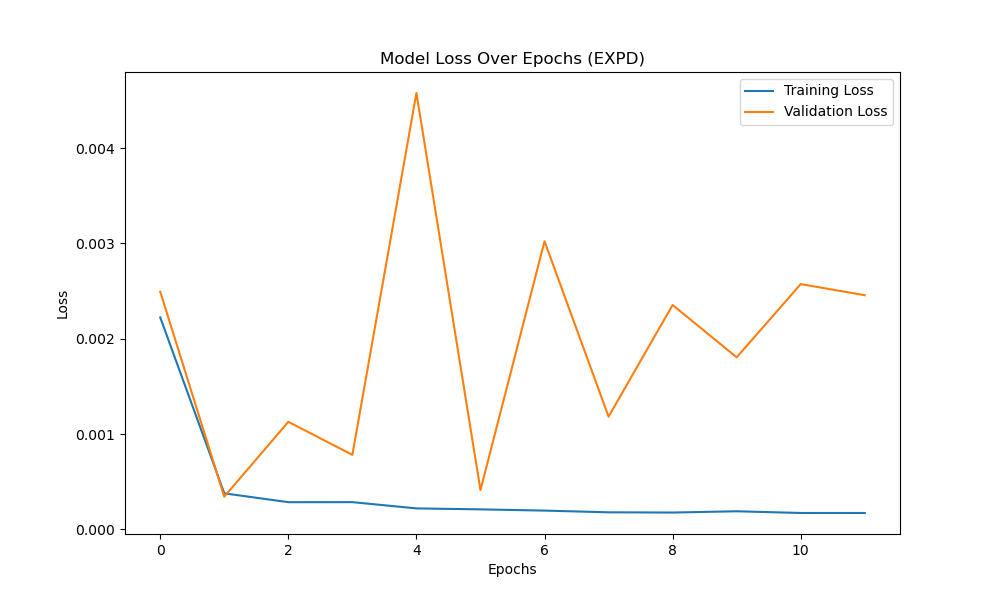 Model Loss Over Epochs (EXPD)
Training Loss
Validation Loss
0.004
0.003
0.002
0.001
0.000
Loss
0 2 4 6 8 10
Epochs